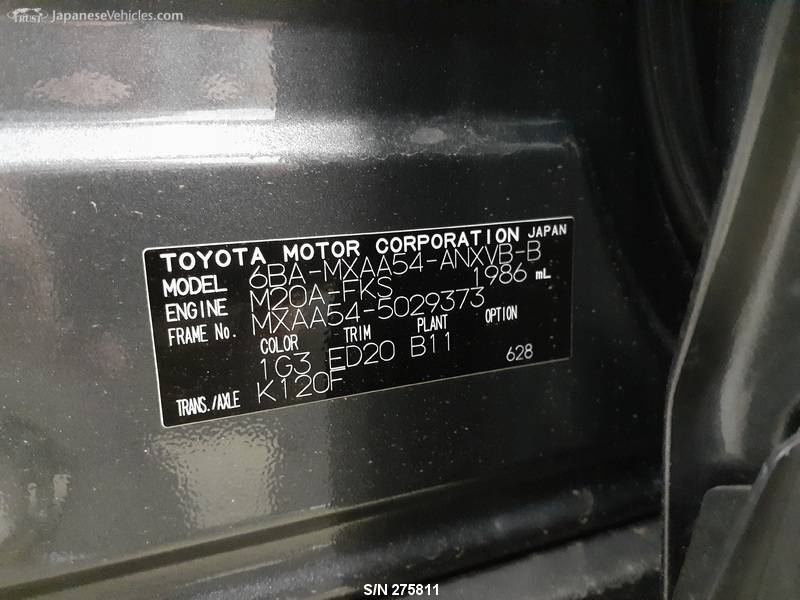 TRUST JapaneseVehicles.com
TOYOTA MOTOR CORPORATION JAPAN
MODEL 6BA-MXAA54-ANXVB-B
ENGINE M20A-FKS 1986 mL
FRAME No. MXAA54-5029373
COLOR TRIM PLANT OPTION
1G3 ED20 B11 628
TRANS./AXLE K120F
S/N 275811